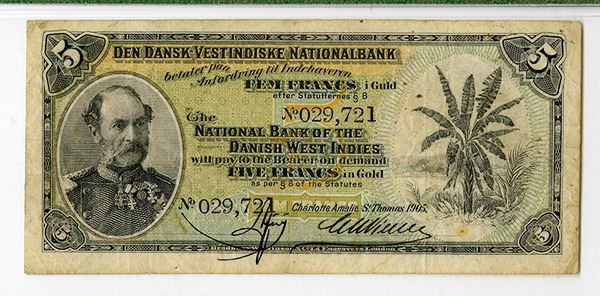 5
5
DEN DANSK-VESTINDISKE NATIONALBANK
betaler paa
Anfordring til Indehaveren
FEM FRANCS i Guld
efter Statutternes § 8
No 029,721
The
NATIONAL BANK OF THE
DANISH WEST INDIES
will pay to the Bearer on demand
FIVE FRANCS in Gold
as per § 8 of the Statutes
No 029,721
Charlotte Amalie St Thomas 1905.
5
5